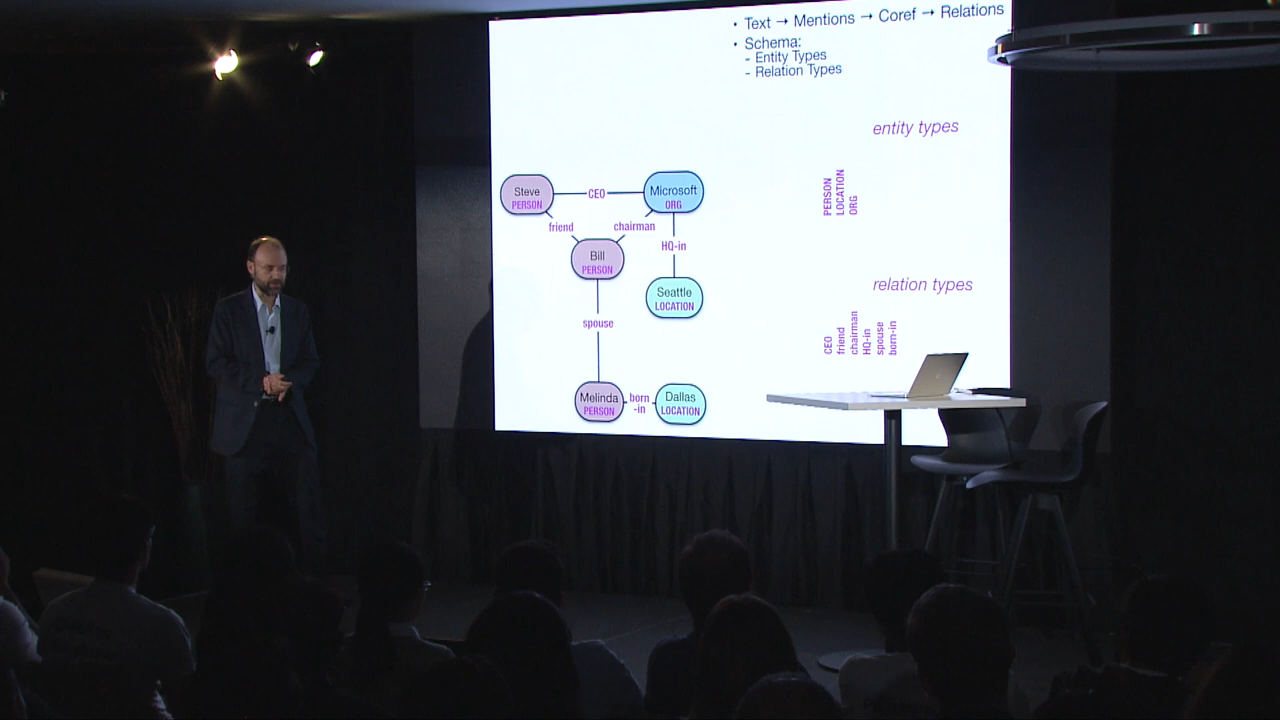 • Text → Mentions → Coref → Relations
• Schema:
- Entity Types
- Relation Types
entity types
PERSON
LOCATION
ORG
relation types
CEO
friend
chairman
HQ-in
spouse
born-in
Steve
PERSON
CEO
Microsoft
ORG
friend
chairman
Bill
PERSON
HQ-in
Seattle
LOCATION
spouse
Melinda
PERSON
born
-in
Dallas
LOCATION